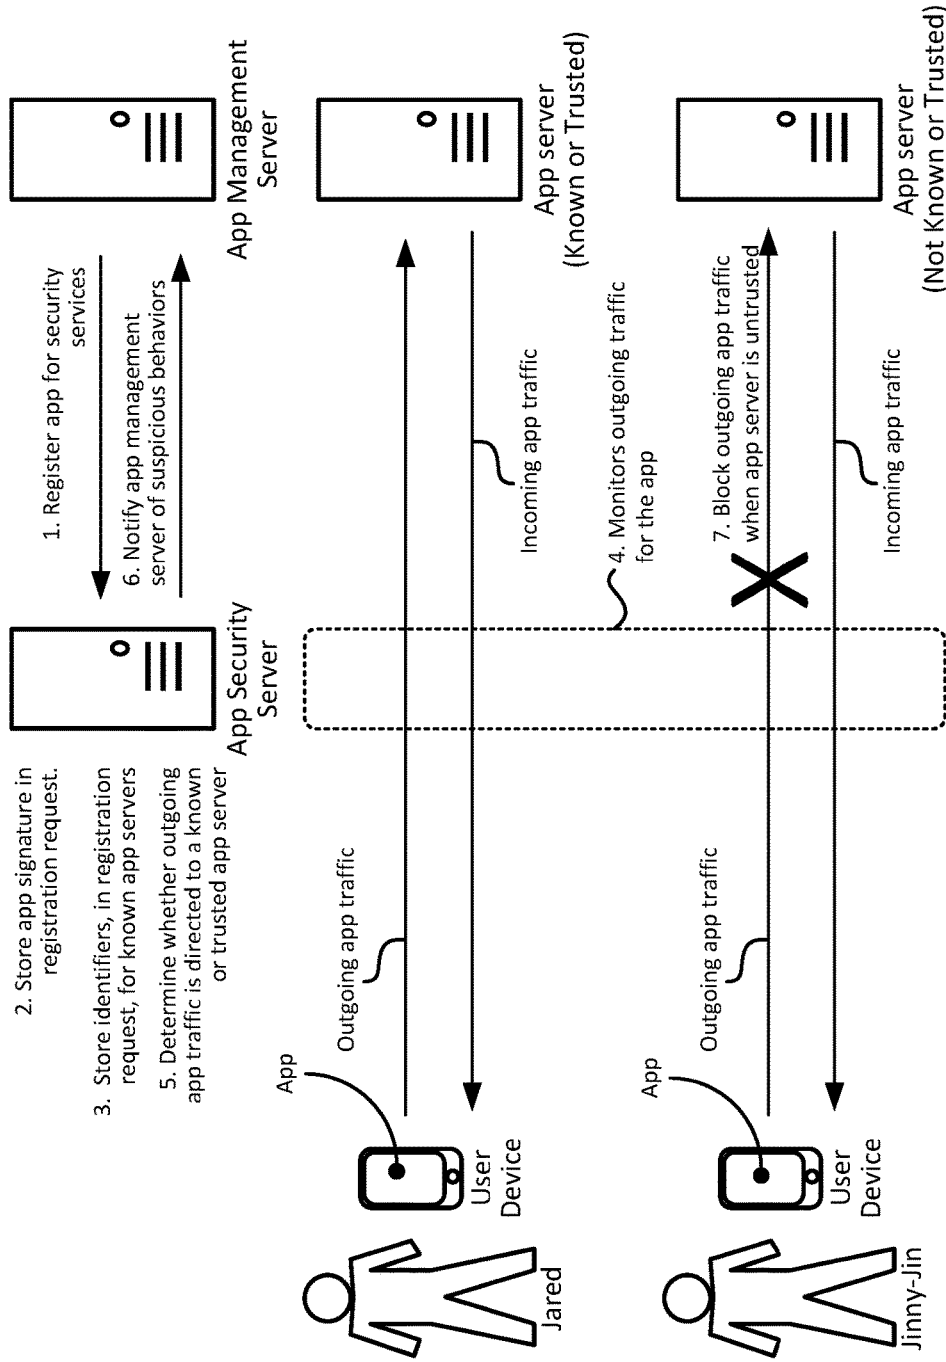 2. Store app signature in
registration request.
3. Store identifiers, in registration
request, for known app servers
5. Determine whether outgoing
app traffic is directed to a known
or trusted app server
App Security
Server
1. Register app for security
services
6. Notify app management
server of suspicious behaviors
App Management
Server
App
Outgoing app traffic
Incoming app traffic
User
Device
Jared
App server
(Known or Trusted)
4. Monitors outgoing traffic
for the app
App
Outgoing app traffic
7. Block outgoing app traffic
when app server is untrusted
Incoming app traffic
User
Device
Jinny-Jin
App server
(Not Known or Trusted)